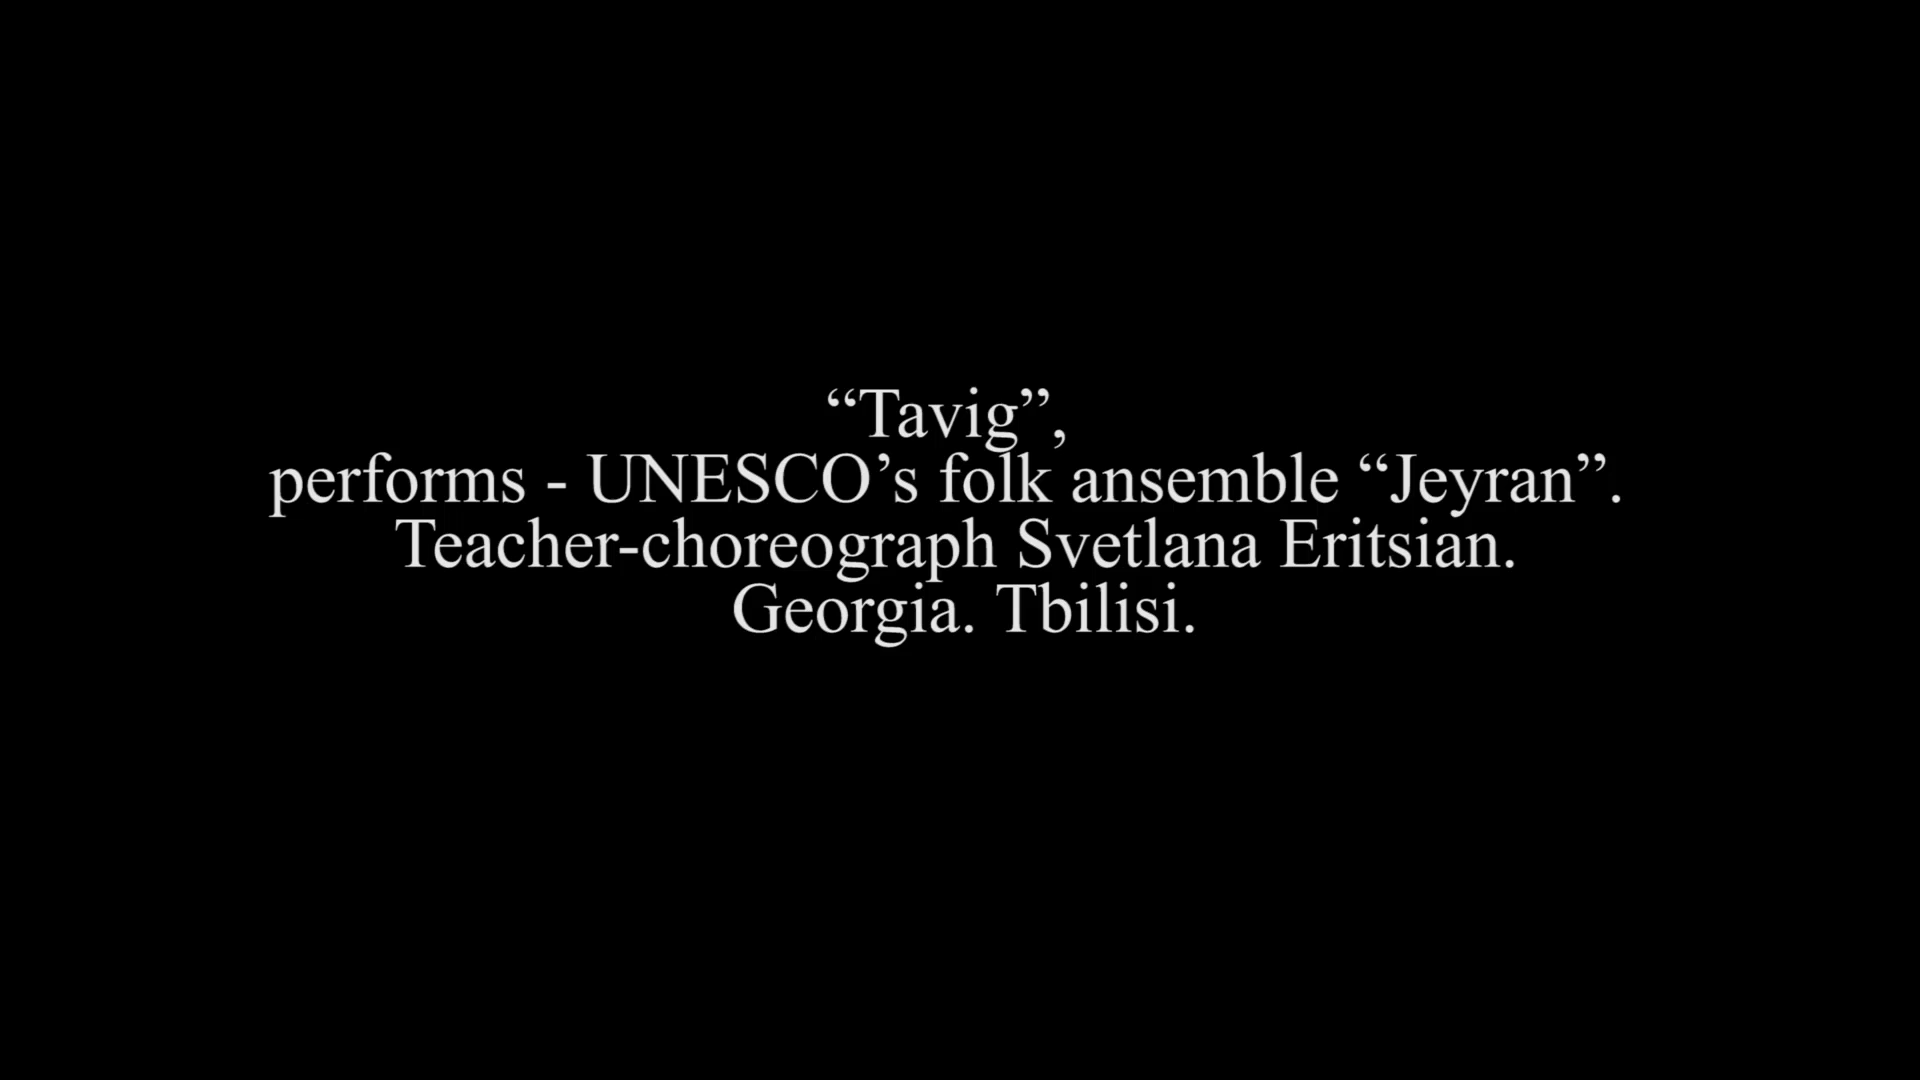 “Tavig”,
performs - UNESCO’s folk ansemble “Jeyran”.
Teacher-choreograph Svetlana Eritsian.
Georgia. Tbilisi.